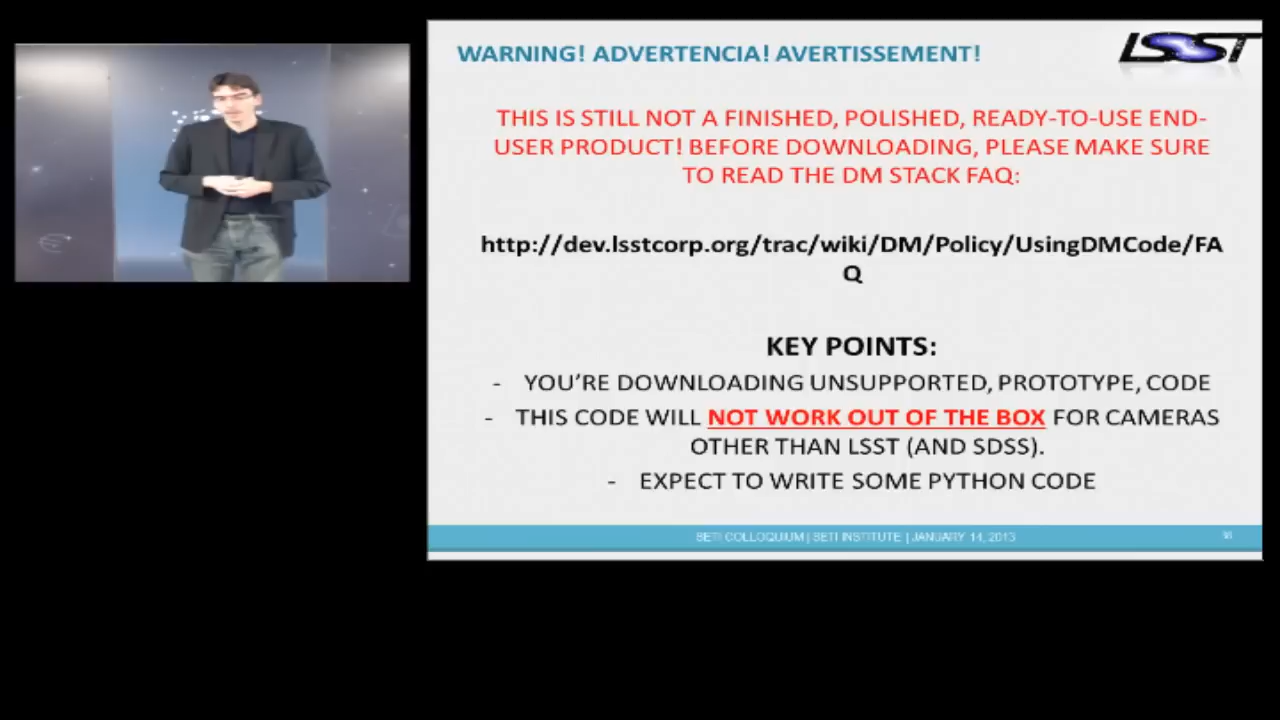 WARNING! ADVERTENCIA! AVERTISSEMENT!
LSST
THIS IS STILL NOT A FINISHED, POLISHED, READY-TO-USE END-
USER PRODUCT! BEFORE DOWNLOADING, PLEASE MAKE SURE
TO READ THE DM STACK FAQ:
http://dev.lsstcorp.org/trac/wiki/DM/Policy/UsingDMCode/FA
Q
KEY POINTS:
- YOU’RE DOWNLOADING UNSUPPORTED, PROTOTYPE, CODE
- THIS CODE WILL NOT WORK OUT OF THE BOX FOR CAMERAS
OTHER THAN LSST (AND SDSS).
- EXPECT TO WRITE SOME PYTHON CODE
SETI COLLOQUIUM | SETI INSTITUTE | JANUARY 14, 2013